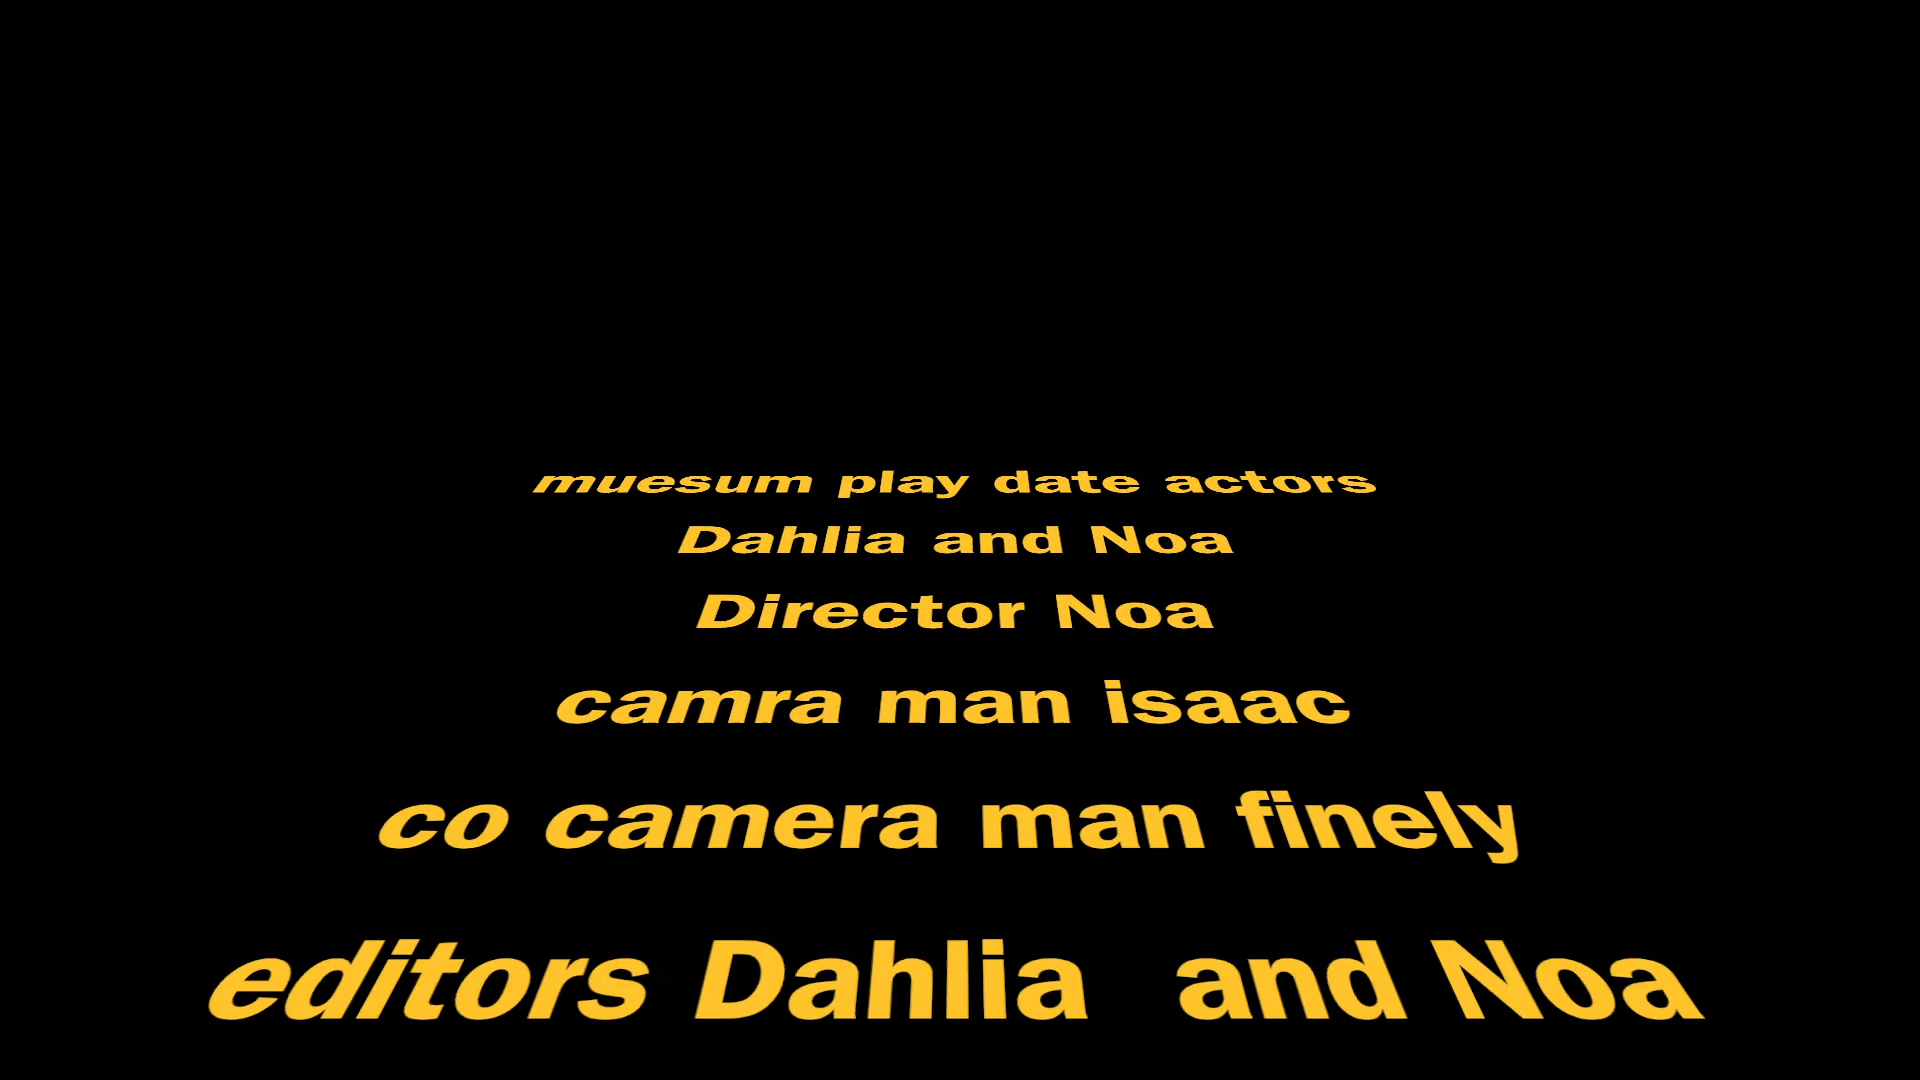 muesum play date actors
Dahlia and Noa
Director Noa
camra man isaac
co camera man finely
editors Dahlia and Noa